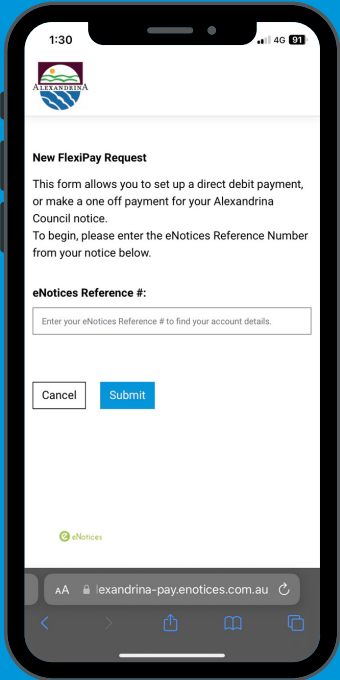 1:30
4G 91
ALEXANDRINA
New FlexiPay Request
This form allows you to set up a direct debit payment,
or make a one off payment for your Alexandrina
Council notice.
To begin, please enter the eNotices Reference Number
from your notice below.
eNotices Reference #:
Enter your eNotices Reference # to find your account details.
Cancel
Submit
e eNotices
AA lexandrina-pay.enotices.com.au